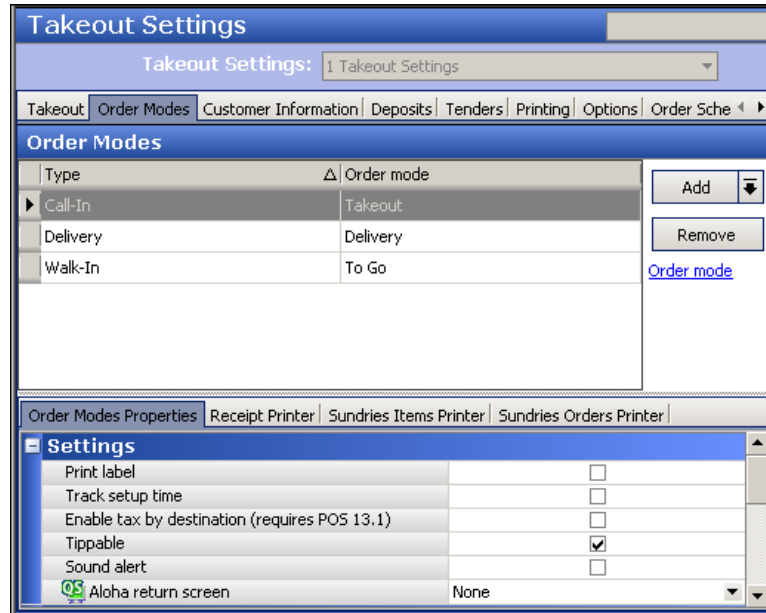 Takeout Settings
Takeout Settings: 1 Takeout Settings
Takeout Order Modes Customer Information Deposits Tenders Printing Options Order Sche
Order Modes
Type Order mode
Call-In Takeout
Delivery Delivery
Walk-In To Go
Add
Remove
Order mode
Order Modes Properties Receipt Printer Sundries Items Printer Sundries Orders Printer
Settings
Print label
Track setup time
Enable tax by destination (requires POS 13.1)
Tippable
Sound alert
QS Aloha return screen None